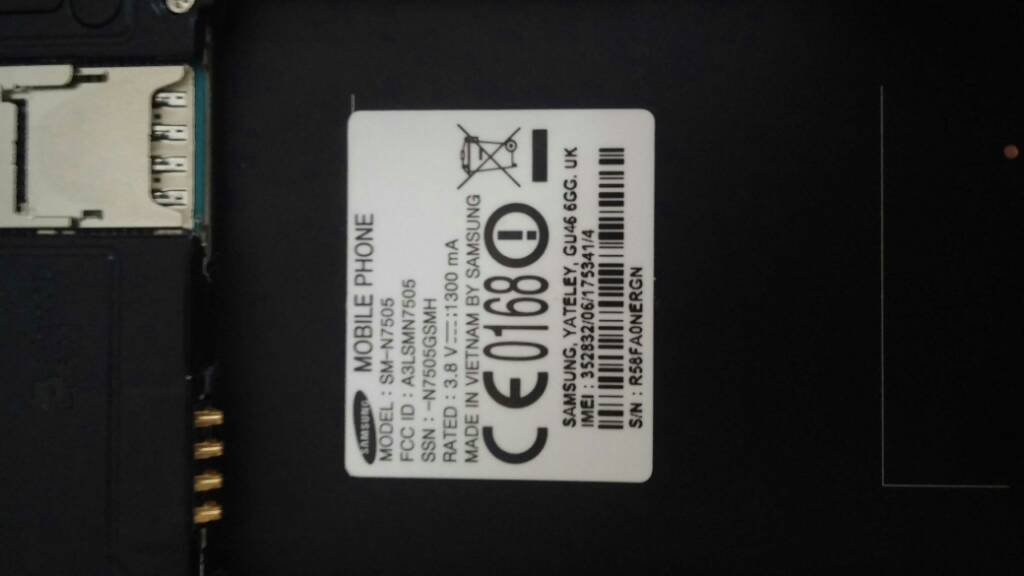 SAMSUNG MOBILE PHONE
MODEL : SM-N7505
FCC ID : A3LSMN7505
SSN : -N7505GSMH
RATED : 3.8 V⎓;1300 mA
MADE IN VIETNAM BY SAMSUNG
CE0168
SAMSUNG, YATELEY, GU46 6GG. UK
IMEI : 352832/06/175341/4
S/N : R58FA0NERGN